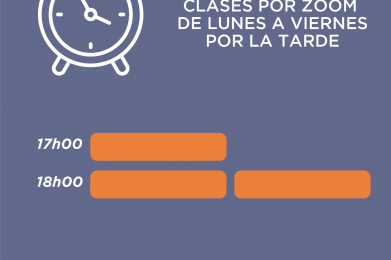 CLASES POR ZOOM
DE LUNES A VIERNES
POR LA TARDE
17h00
18h00